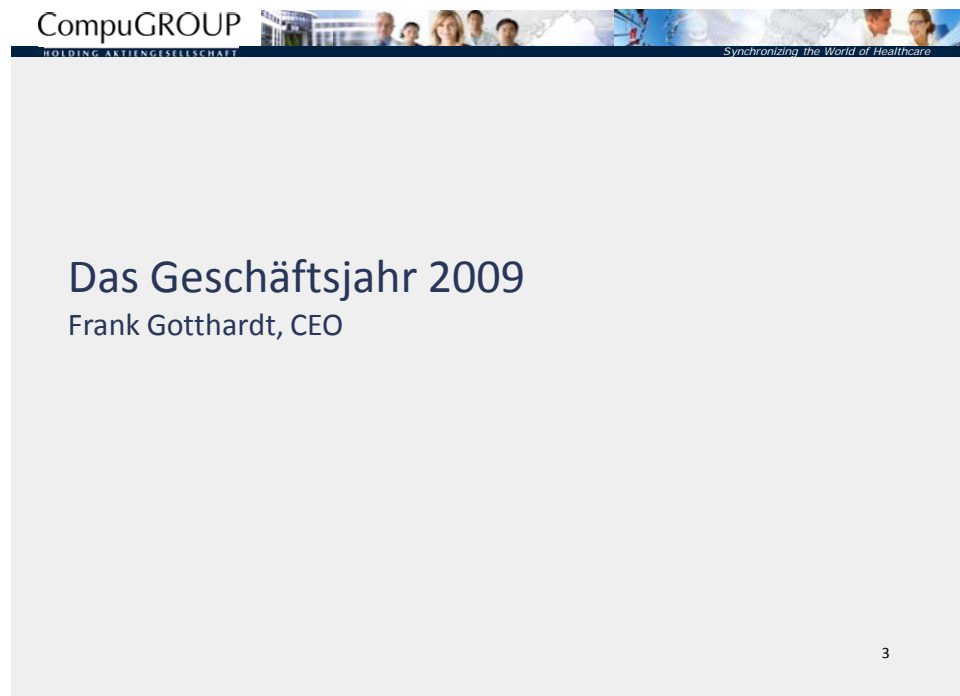 CompuGROUP
HOLDING AKTIENGESELLSCHAFT
Synchronizing the World of Healthcare
Das Geschäftsjahr 2009
Frank Gotthardt, CEO
3